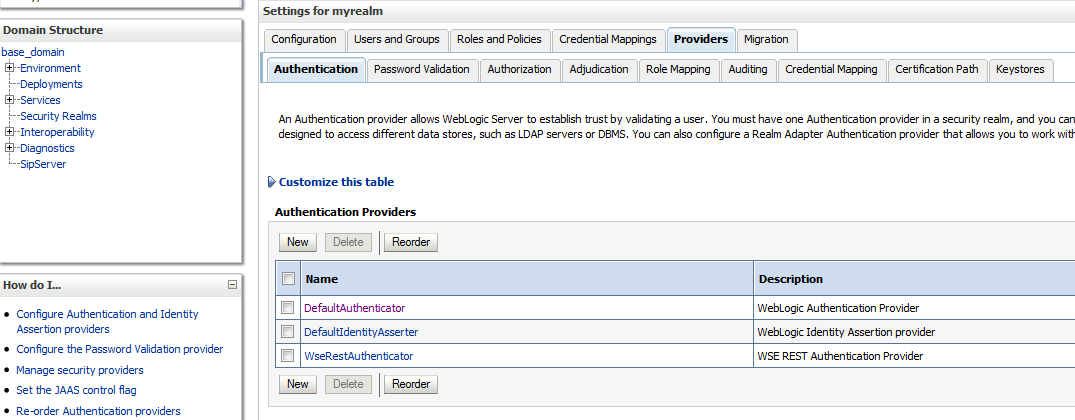 Domain Structure
base_domain
Environment
Deployments
Services
Security Realms
Interoperability
Diagnostics
SipServer
How do I...
Configure Authentication and Identity
Assertion providers
Configure the Password Validation provider
Manage security providers
Set the JAAS control flag
Re-order Authentication providers
Settings for myrealm
Configuration Users and Groups Roles and Policies Credential Mappings Providers Migration
Authentication Password Validation Authorization Adjudication Role Mapping Auditing Credential Mapping Certification Path Keystores
An Authentication provider allows WebLogic Server to establish trust by validating a user. You must have one Authentication provider in a security realm, and you can
designed to access different data stores, such as LDAP servers or DBMS. You can also configure a Realm Adapter Authentication provider that allows you to work with
Customize this table
Authentication Providers
New Delete Reorder
Name Description
DefaultAuthenticator WebLogic Authentication Provider
DefaultIdentityAsserter WebLogic Identity Assertion provider
WseRestAuthenticator WSE REST Authentication Provider
New Delete Reorder